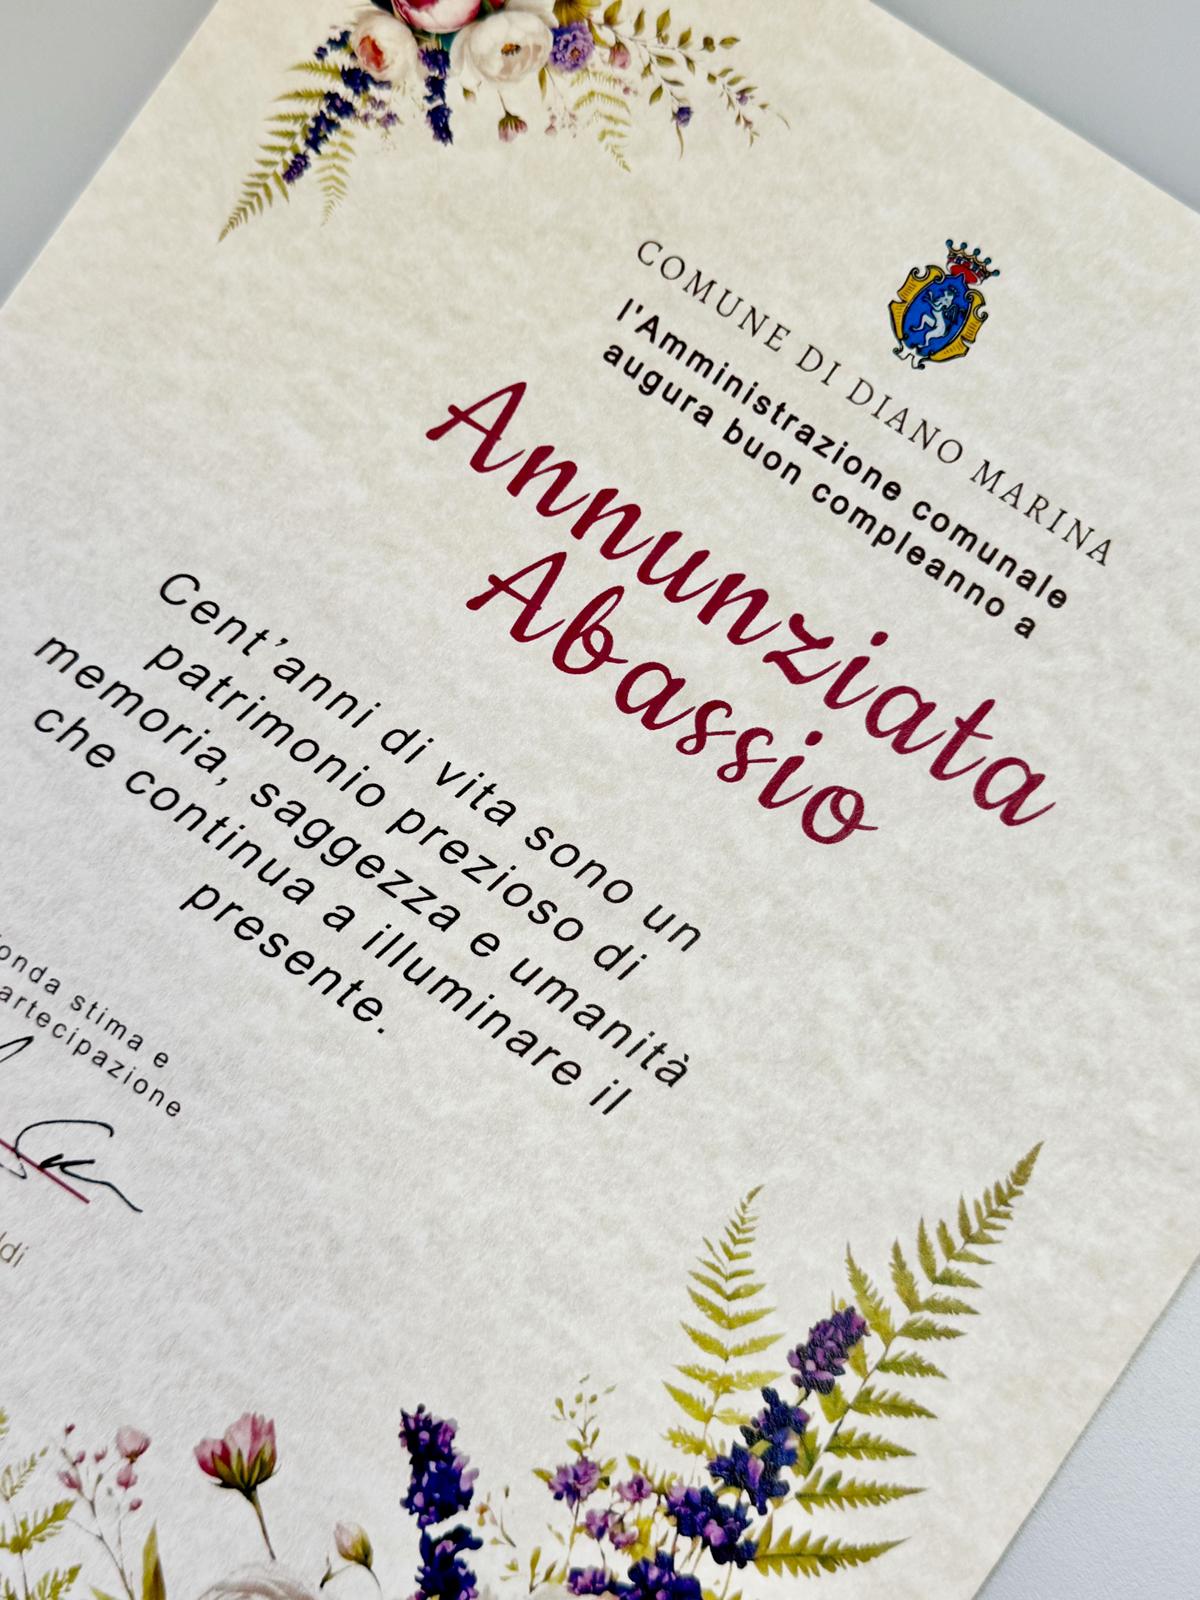 COMUNE DI DIANO MARINA
l'Amministrazione comunale
augura buon compleanno a
Annunziata
Abassio
Cent'anni di vita sono un
patrimonio prezioso di
memoria, saggezza e umanità
che continua a illuminare il
presente.
stima e